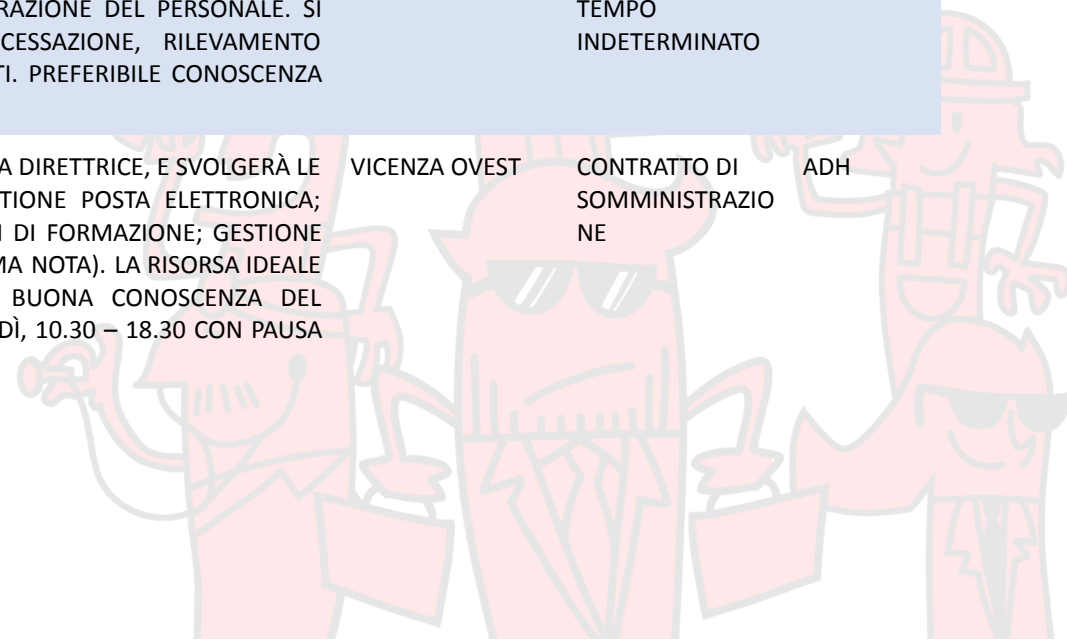 RAZIONE DEL PERSONALE. SI
CESSAZIONE, RILEVAMENTO
TI. PREFERIBILE CONOSCENZA
TEMPO
INDETERMINATO
A DIRETTRICE, E SVOLGERÀ LE
TIONE POSTA ELETTRONICA;
I DI FORMAZIONE; GESTIONE
MA NOTA). LA RISORSA IDEALE
BUONA CONOSCENZA DEL
DÌ, 10.30 – 18.30 CON PAUSA
VICENZA OVEST
CONTRATTO DI
SOMMINISTRAZIO
NE
ADH